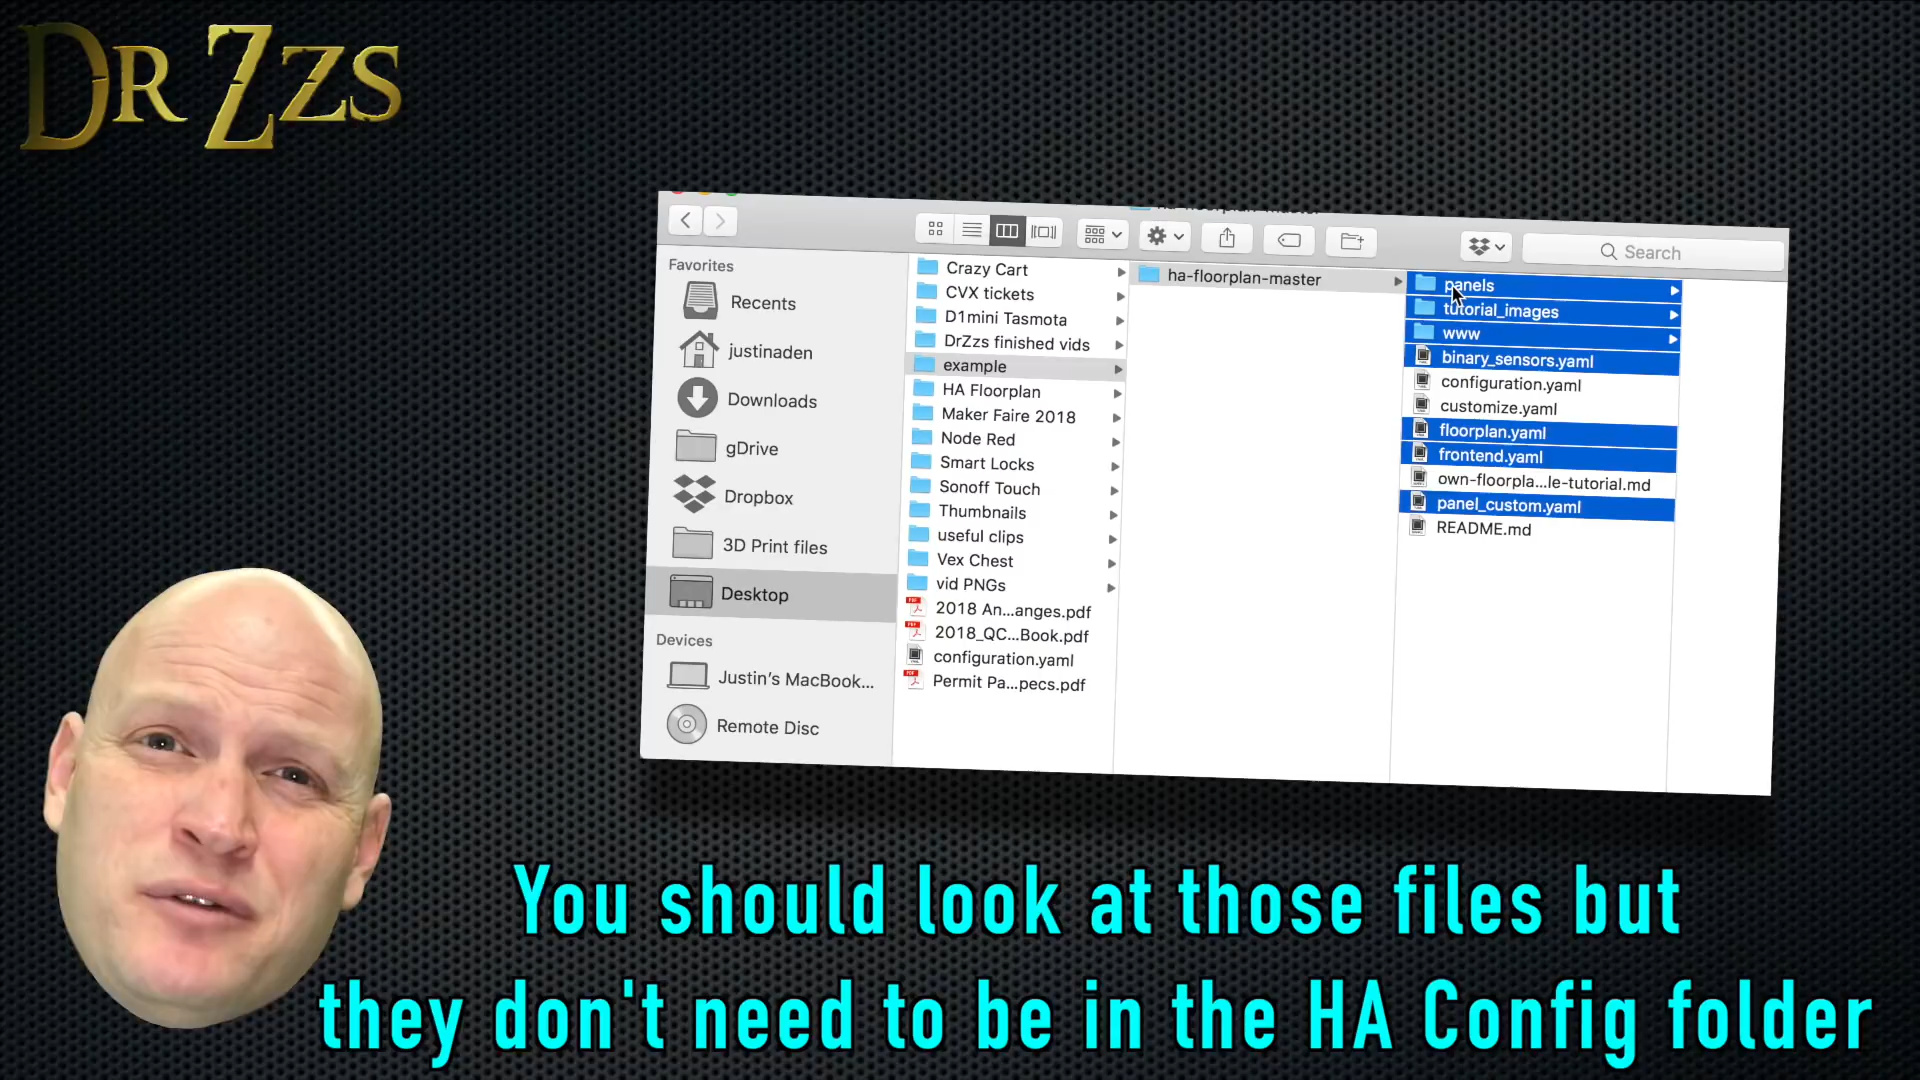 Dr Zzs
Search
Favorites
Recents
justinaden
Downloads
gDrive
Dropbox
3D Print files
Desktop
Devices
Justin's MacBook...
Remote Disc
Crazy Cart
CVX tickets
D1mini Tasmota
DrZzs finished vids
example
HA Floorplan
Maker Faire 2018
Node Red
Smart Locks
Sonoff Touch
Thumbnails
useful clips
Vex Chest
vid PNGs
2018 An...anges.pdf
2018_QC...Book.pdf
configuration.yaml
Permit Pa...pecs.pdf
ha-floorplan-master
panels
tutorial_images
www
binary_sensors.yaml
configuration.yaml
customize.yaml
floorplan.yaml
frontend.yaml
own-floorpla...le-tutorial.md
panel_custom.yaml
README.md
You should look at those files but
they don't need to be in the HA Config folder